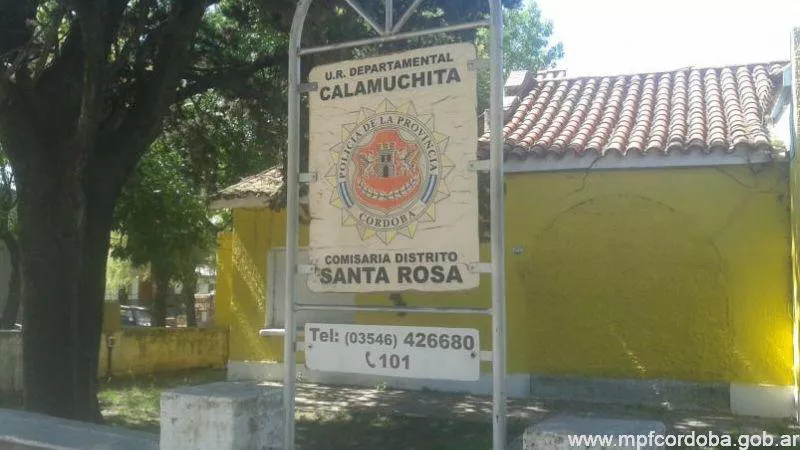 U.R. DEPARTAMENTAL
CALAMUCHITA
POLICIA DE LA PROVINCIA
CORDOBA
COMISARIA DISTRITO
SANTA ROSA
Tel: (03546) 426680
101
www.mpfcordoba.gob.ar